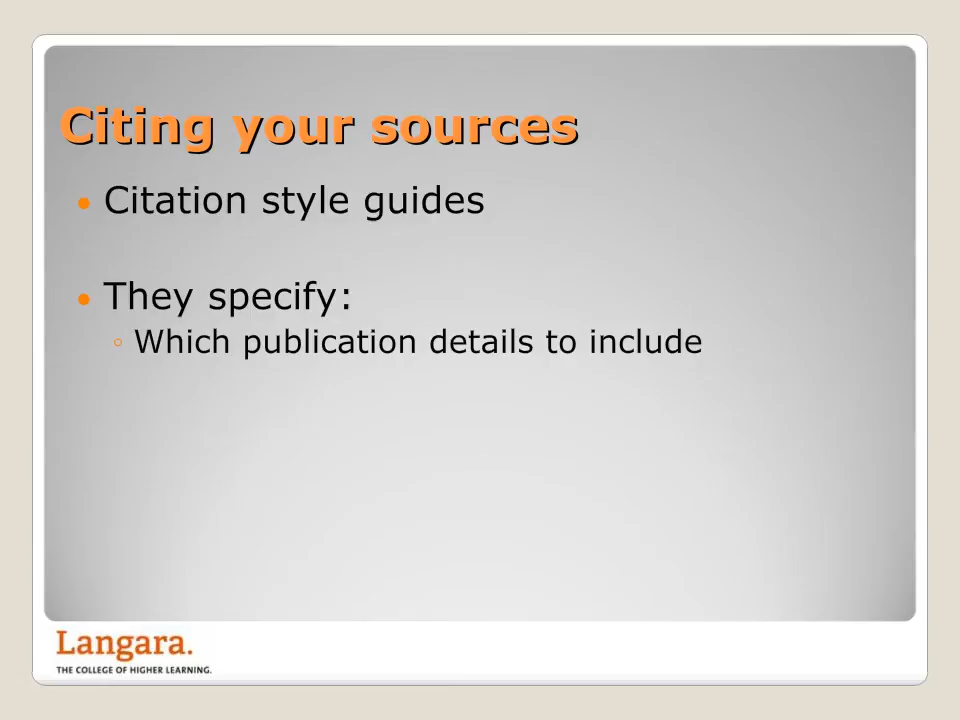 Citing your sources
Citation style guides
They specify:
Which publication details to include
Langara.
THE COLLEGE OF HIGHER LEARNING.